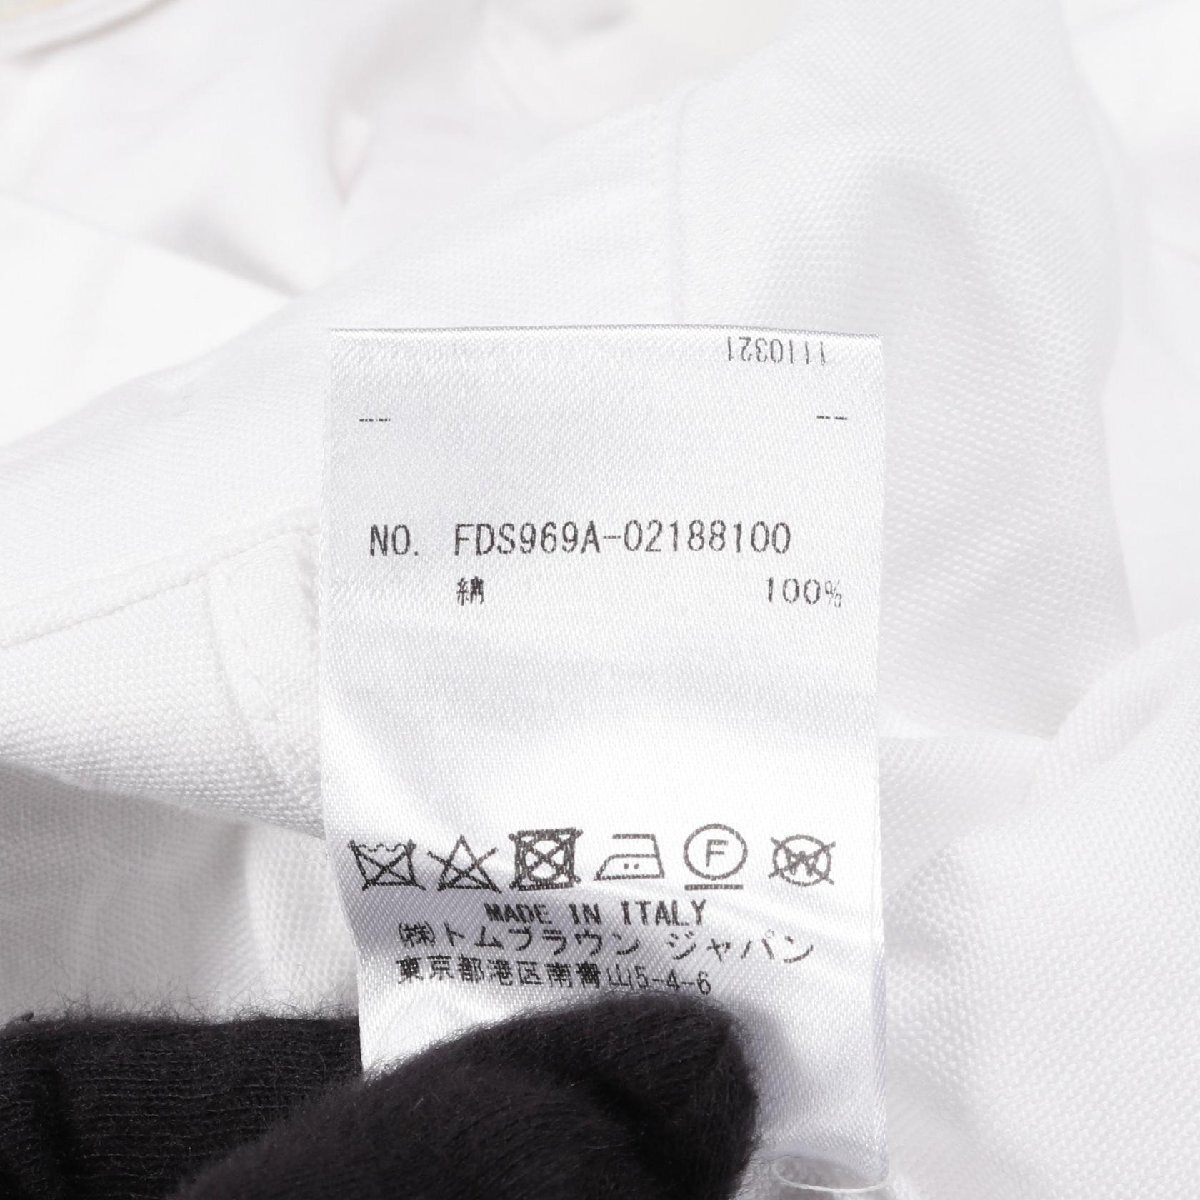 1110321
-- --
NO. FDS969A-02188100
綿 100%
F
W
MADE IN ITALY
(株)トムブラウン ジャパン
東京都港区南青山5-4-6